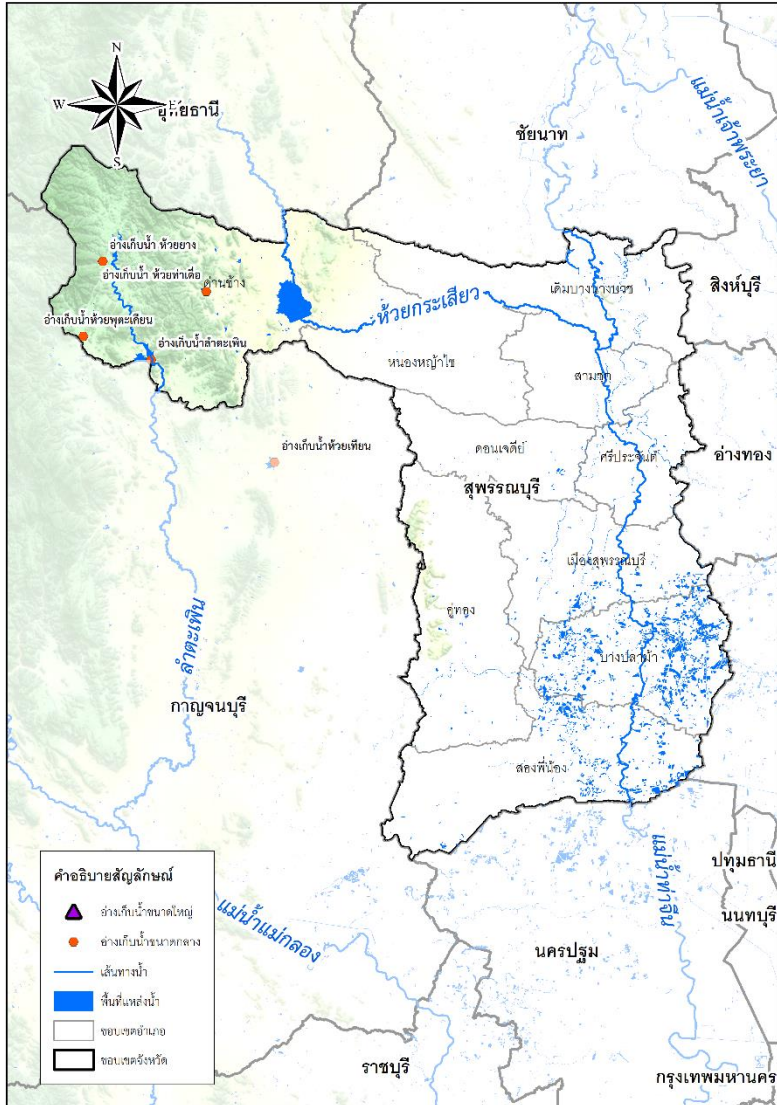 N
W
E
S
อุทัยธานี
ชัยนาท
แม่น้ำเจ้าพระยา
สิงห์บุรี
อ่างเก็บน้ำ ห้วยยาง
อ่างเก็บน้ำ ห้วยท่าเดื่อ
ด่านช้าง
เดิมบางนางบวช
ห้วยกระเสียว
อ่างเก็บน้ำห้วยพุตะเคียน
อ่างเก็บน้ำลำตะเพิน
หนองหญ้าไซ
สามชุก
อ่างเก็บน้ำห้วยเทียน
ดอนเจดีย์
ศรีประจันต์
อ่างทอง
สุพรรณบุรี
เมืองสุพรรณบุรี
อู่ทอง
บางปลาม้า
ลำตะเพิน
กาญจนบุรี
สองพี่น้อง
แม่น้ำท่าจีน
ปทุมธานี
นนทบุรี
คำอธิบายสัญลักษณ์
อ่างเก็บน้ำขนาดใหญ่
อ่างเก็บน้ำขนาดกลาง
เส้นทางน้ำ
พื้นที่แหล่งน้ำ
ขอบเขตอำเภอ
ขอบเขตจังหวัด
แม่น้ำแม่กลอง
นครปฐม
ราชบุรี
กรุงเทพมหานคร